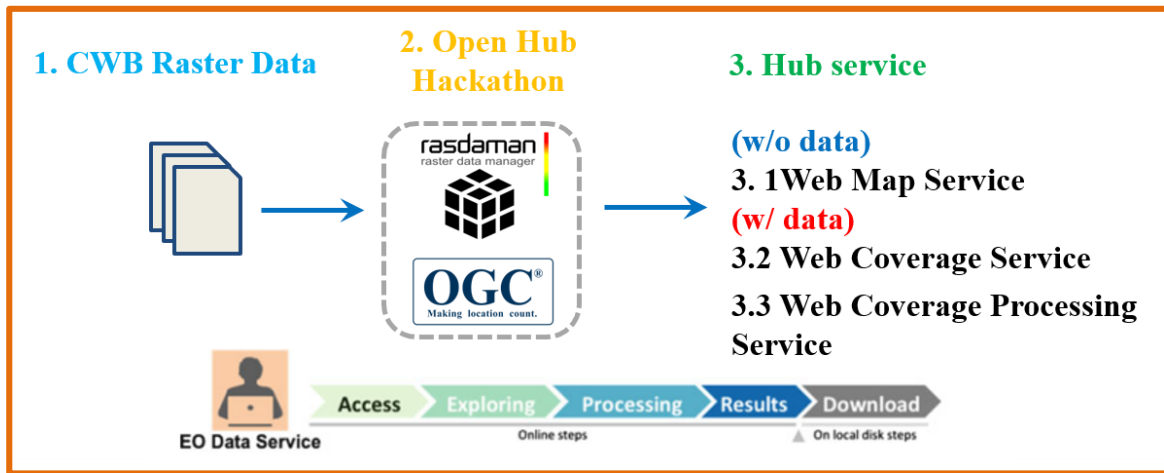 1. CWB Raster Data
2. Open Hub
Hackathon
rasdaman
raster data manager
OGC®
Making location count.
3. Hub service
(w/o data)
3. 1Web Map Service
(w/ data)
3.2 Web Coverage Service
3.3 Web Coverage Processing
Service
EO Data Service
Access
Exploring
Processing
Results
Download
Online steps
On local disk steps